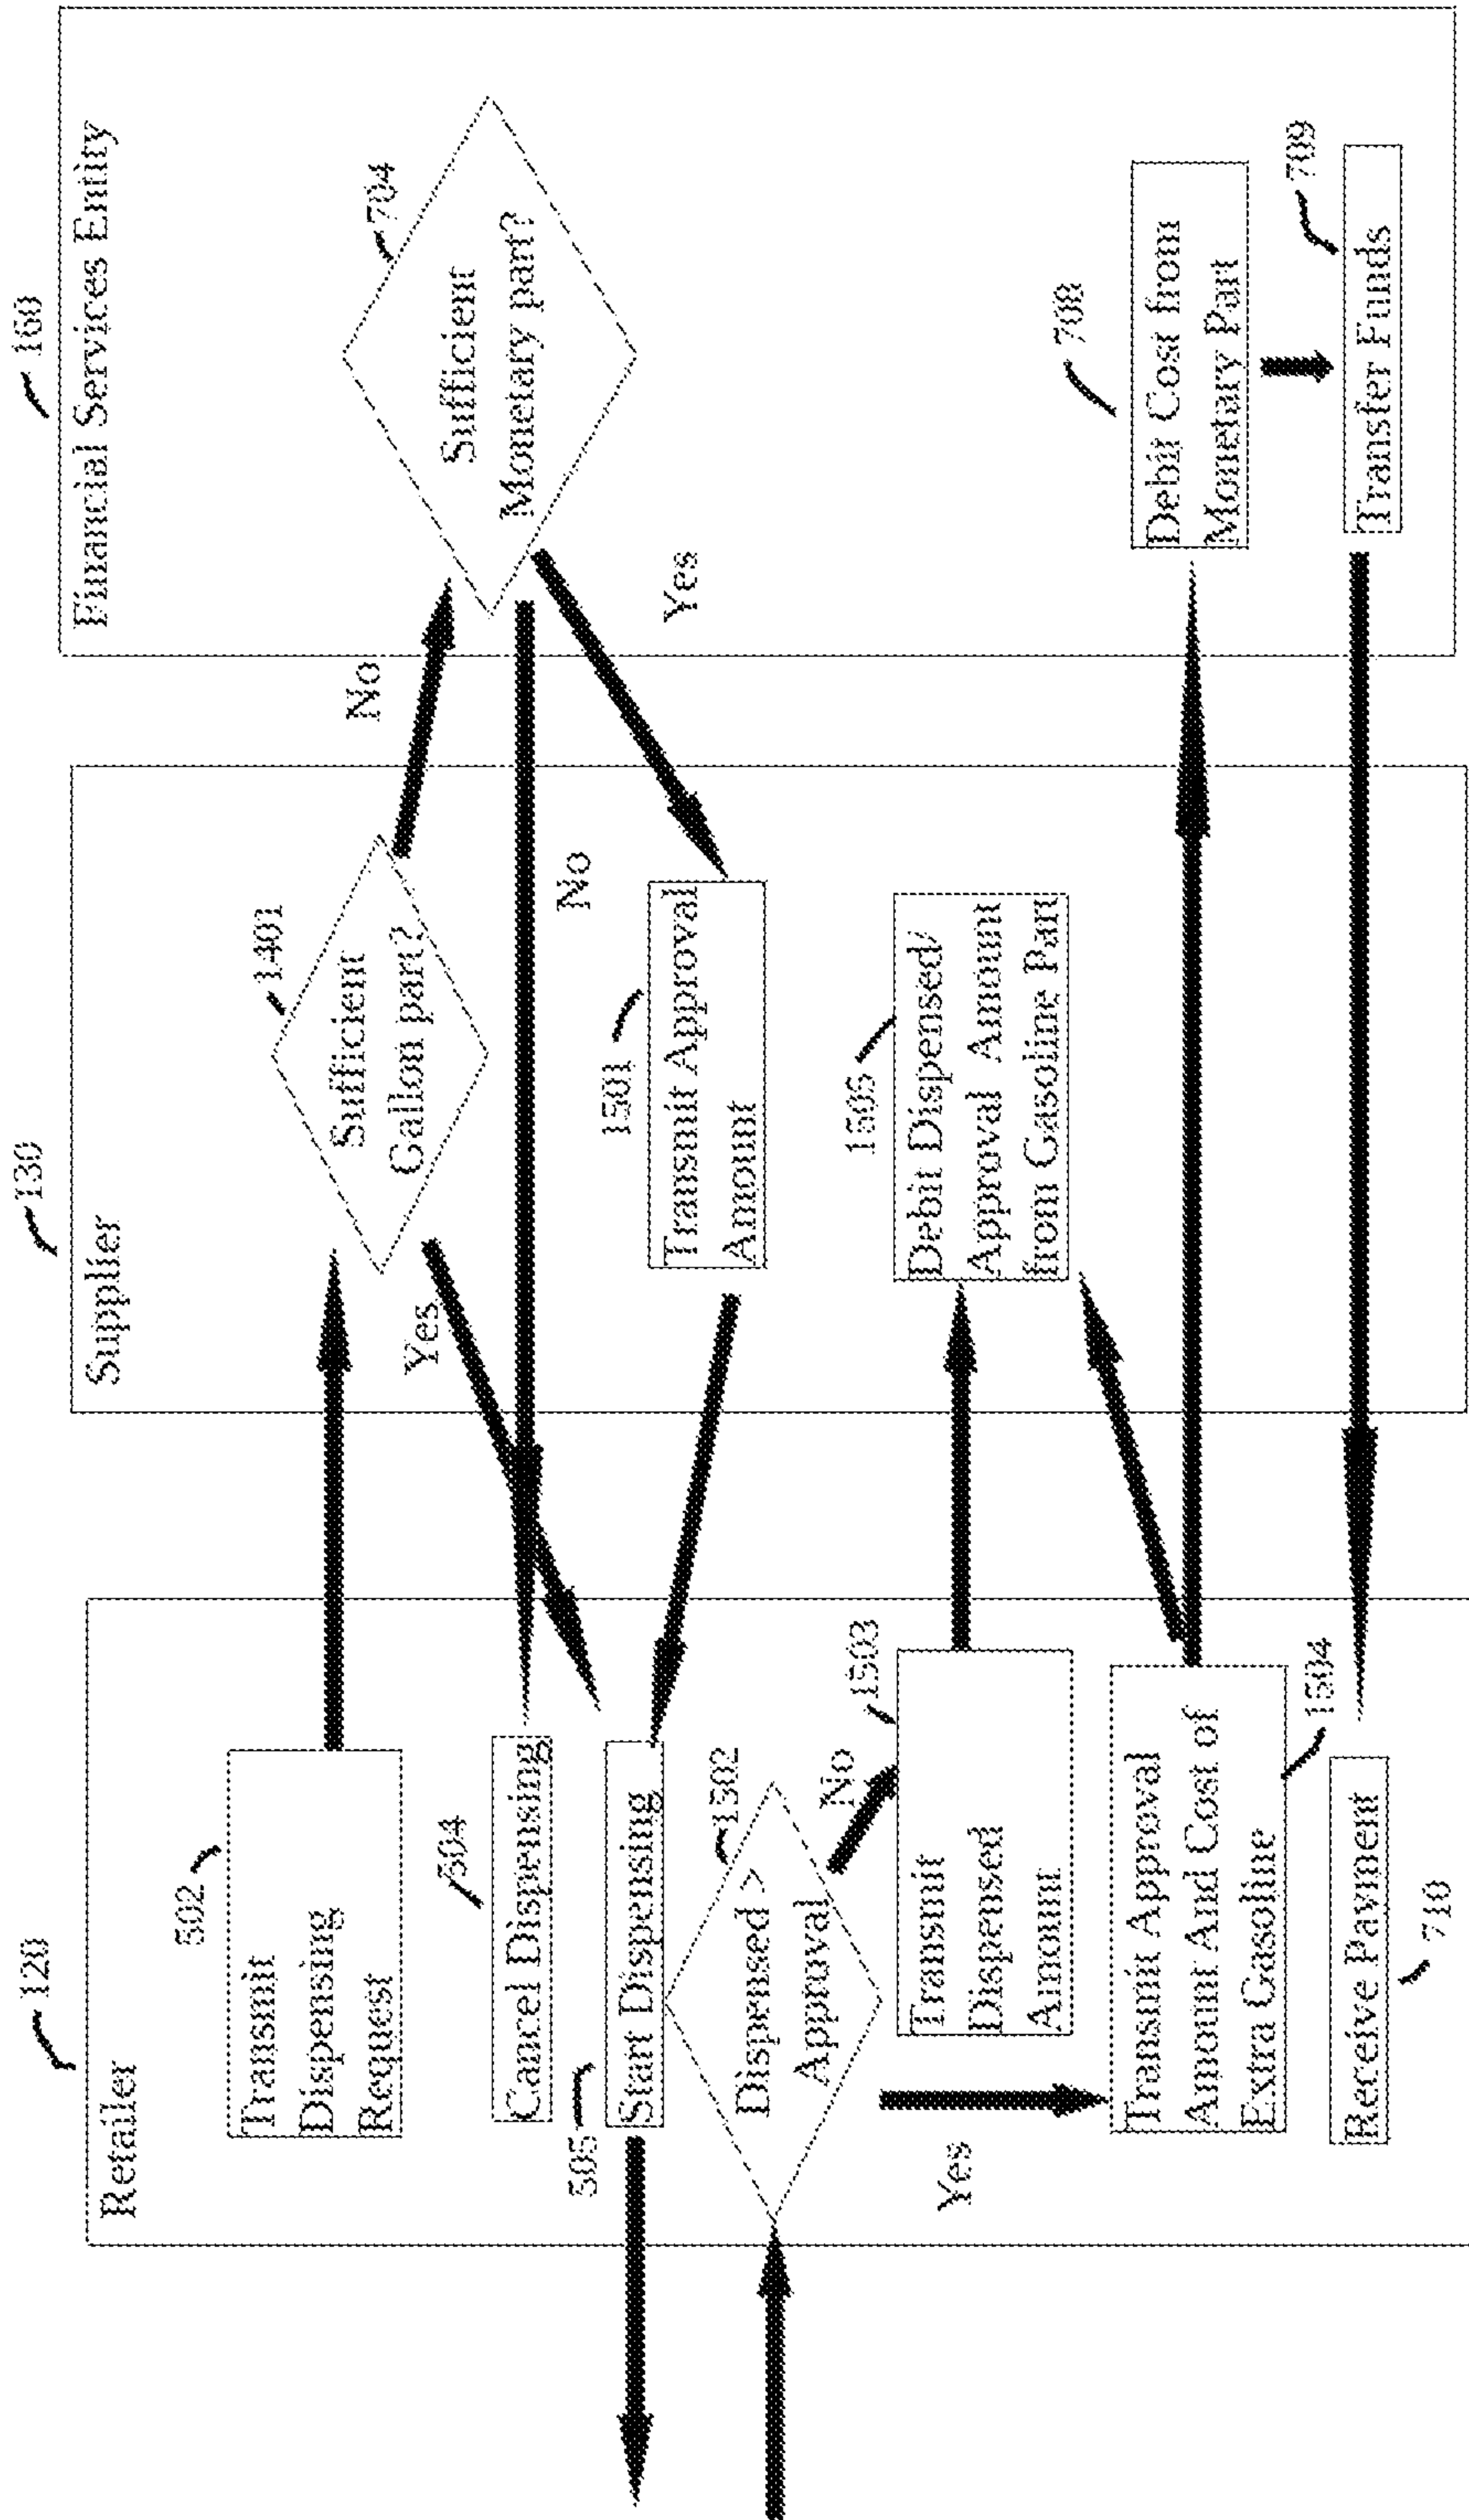 120
Retailer
502
Transmit
Dispensing
Request
504
Cancel Dispensing
505
Start Dispensing
1502
Dispensed >
Approval
No
1503
Transmit
Dispensed
Amount
Yes
Transmit Approval
Amount And Cost of
Extra Gasoline
1504
Receive Payment
710
130
Supplier
1401
Sufficient
Gallon part?
Yes
No
No
1501
Transmit Approval
Amount
1505
Debit Dispensed/
Approval Amount
from Gasoline Part
160
Financial Services Entity
704
Sufficient
Monetary part?
Yes
708
Debit Cost from
Monetary Part
709
Transfer Funds